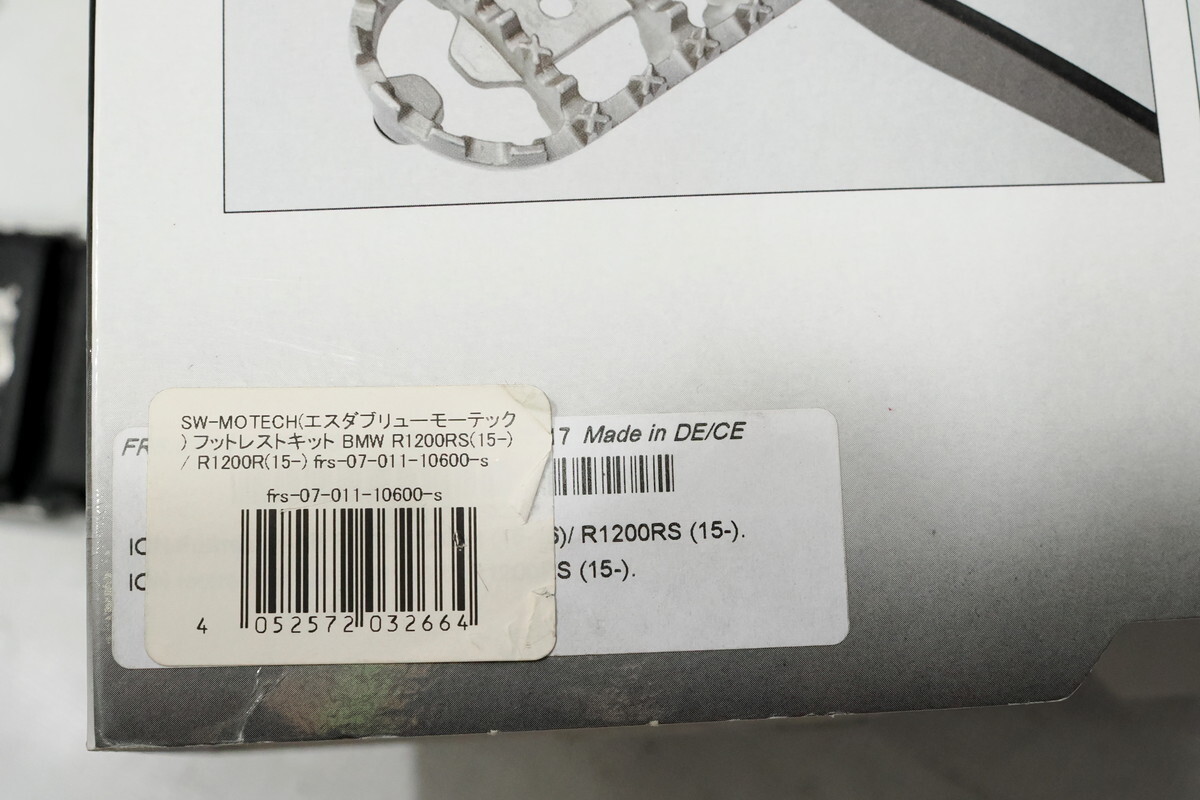 SW-MOTECH(エスダブリューモーテック
) フットレストキット BMW R1200RS(15-)
/ R1200R(15-) frs-07-011-10600-s
frs-07-011-10600-s
4 052572 032664
FR
17 Made in DE/CE
)/ R1200RS (15-).
S (15-).